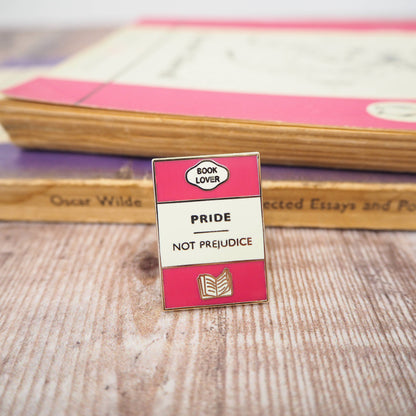 BOOK
LOVER
PRIDE
NOT PREJUDICE
Oscar Wilde
ected Essays and Po